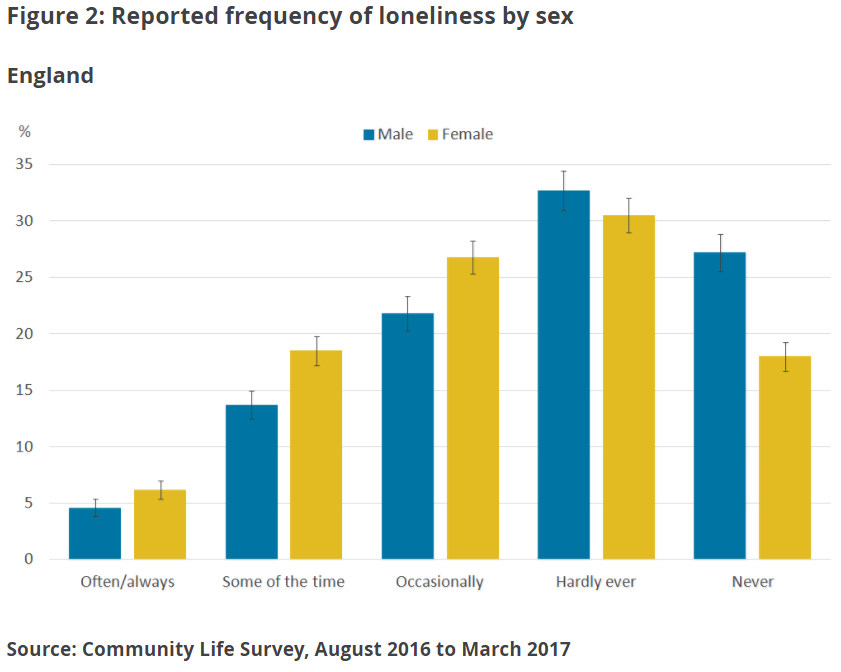 Figure 2: Reported frequency of loneliness by sex
England
%
Male Female
35
30
25
20
15
10
5
0
Often/always Some of the time Occasionally Hardly ever Never
Source: Community Life Survey, August 2016 to March 2017